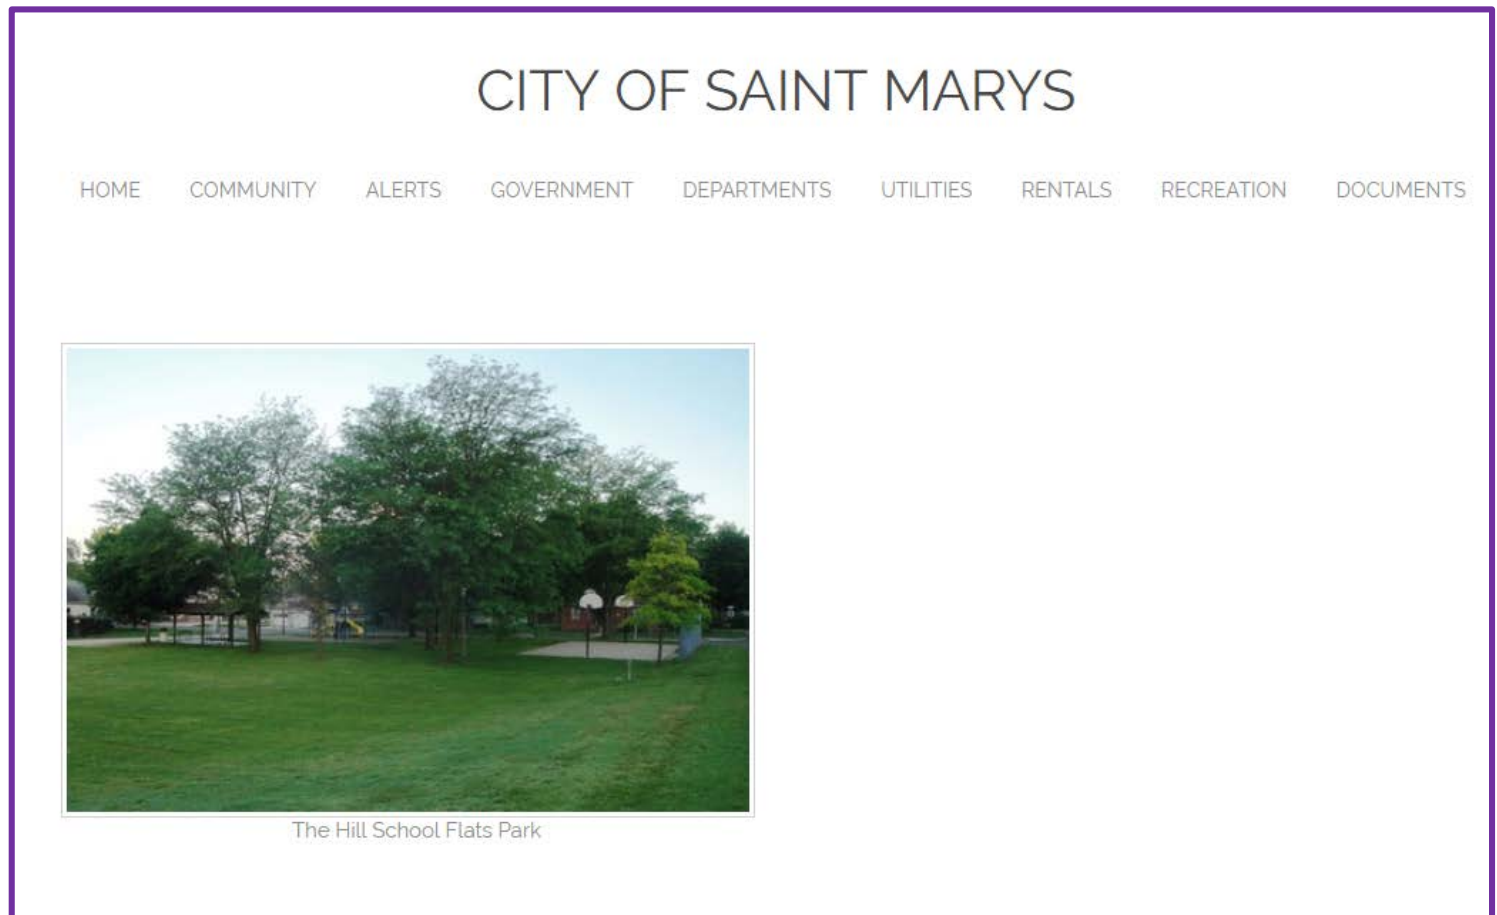 CITY OF SAINT MARYS
HOME COMMUNITY ALERTS GOVERNMENT DEPARTMENTS UTILITIES RENTALS RECREATION DOCUMENTS
The Hill School Flats Park